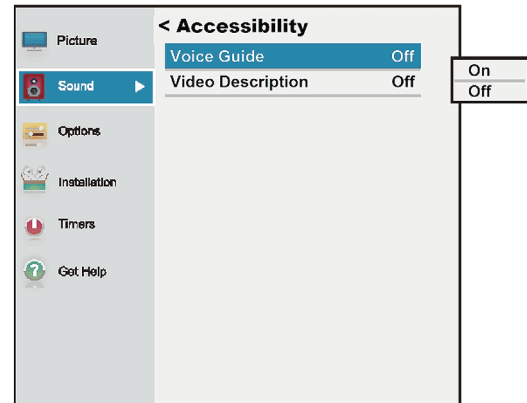 Picture
Sound
Options
Installation
Timers
Get Help
< Accessibility
Voice Guide Off
Video Description Off
On
Off